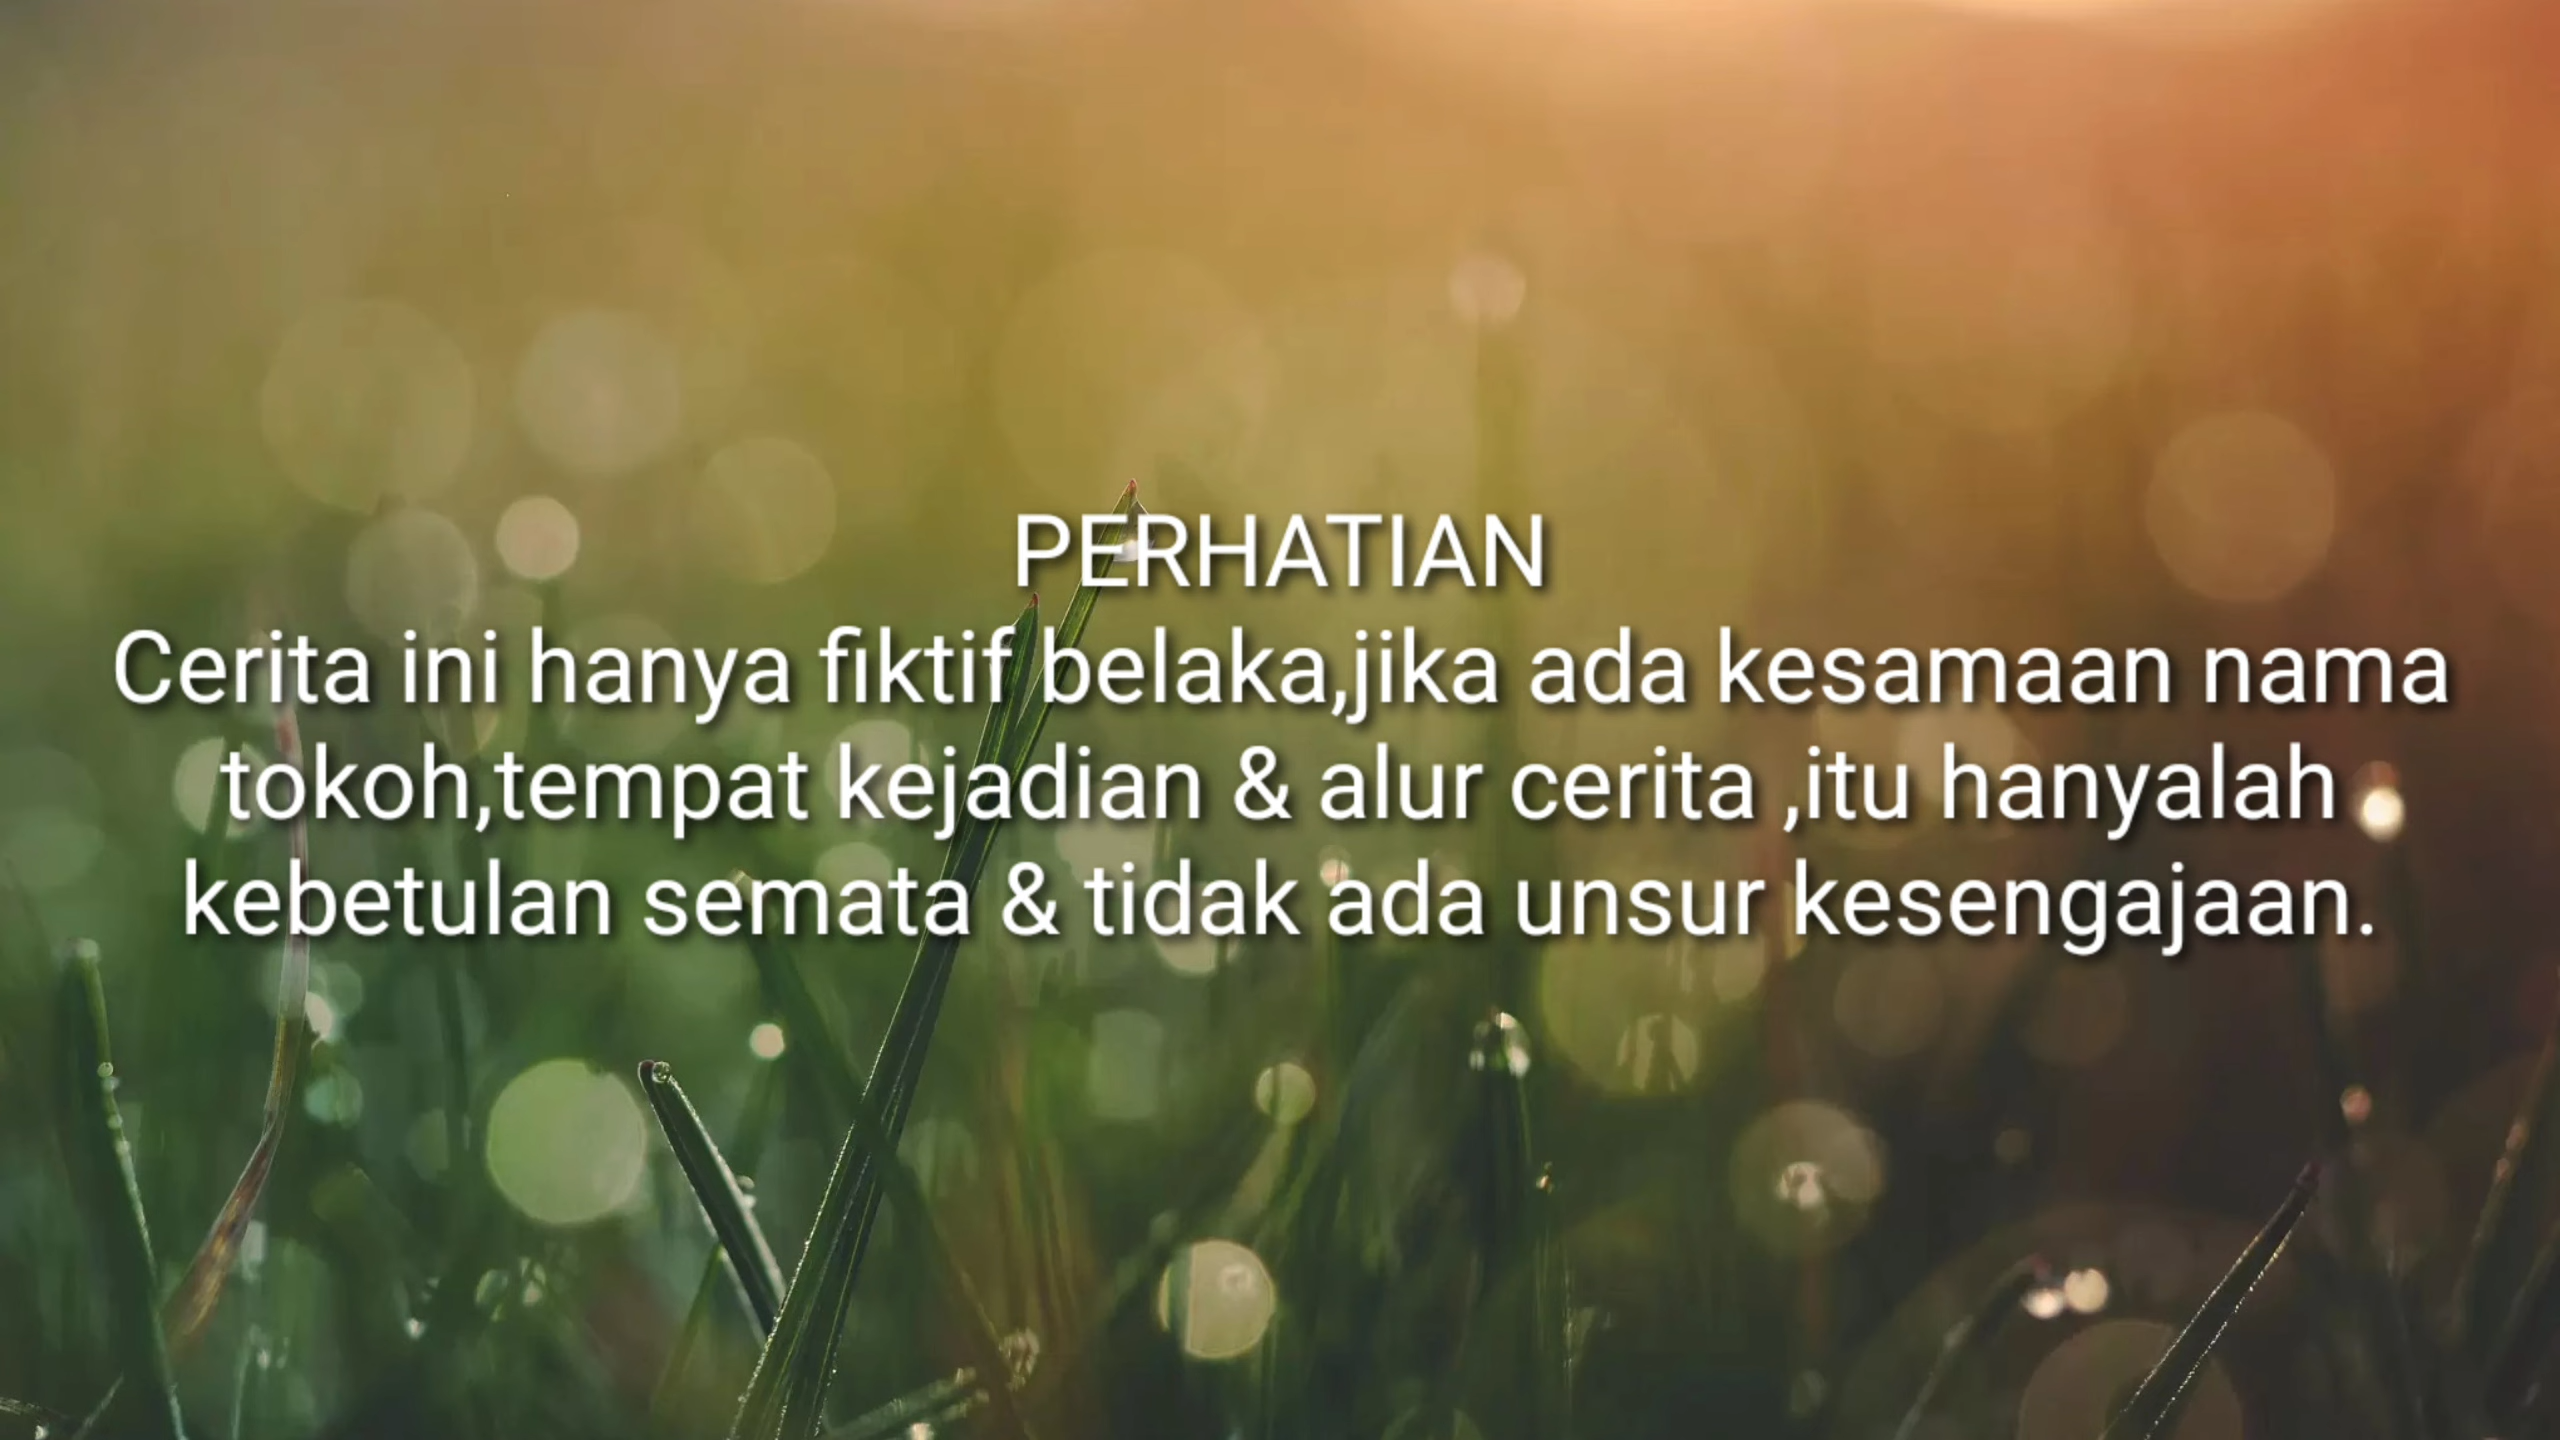 PERHATIAN
Cerita ini hanya fiktif belaka,jika ada kesamaan nama
tokoh,tempat kejadian & alur cerita ,itu hanyalah
kebetulan semata & tidak ada unsur kesengajaan.